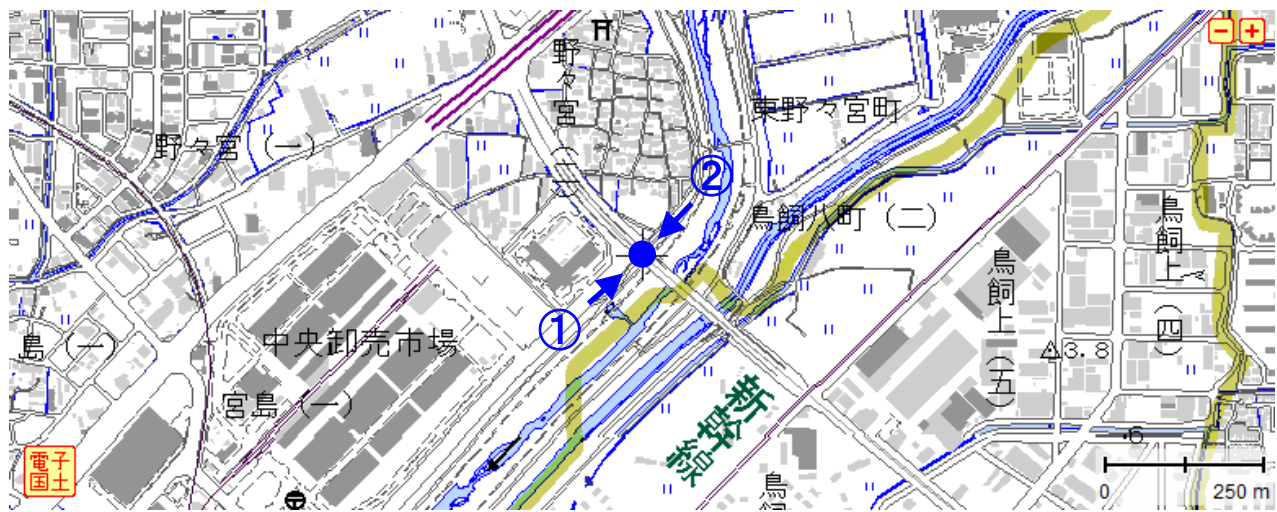 野々宮
(二)
東野々宮町
野々宮 (一)
②
鳥飼八町 (二)
鳥飼上
(四)
鳥飼上
(五)
①
中央卸売市場
島 (一)
3.8
宮島 (一)
新幹線
・6
鳥飼
電子
国土
0
250 m
− +